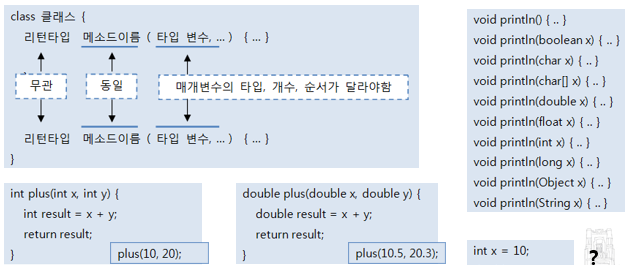 class 클래스 {
리턴타입 메소드이름 ( 타입 변수, ... ) { ... }
무관 동일 매개변수의 타입, 개수, 순서가 달라야함
리턴타입 메소드이름 ( 타입 변수, ... ) { ... }
}
int plus(int x, int y) {
int result = x + y;
return result;
}
plus(10, 20);
double plus(double x, double y) {
double result = x + y;
return result;
}
plus(10.5, 20.3);
void println() { .. }
void println(boolean x) { .. }
void println(char x) { .. }
void println(char[] x) { .. }
void println(double x) { .. }
void println(float x) { .. }
void println(int x) { .. }
void println(long x) { .. }
void println(Object x) { .. }
void println(String x) { .. }
int x = 10;
?